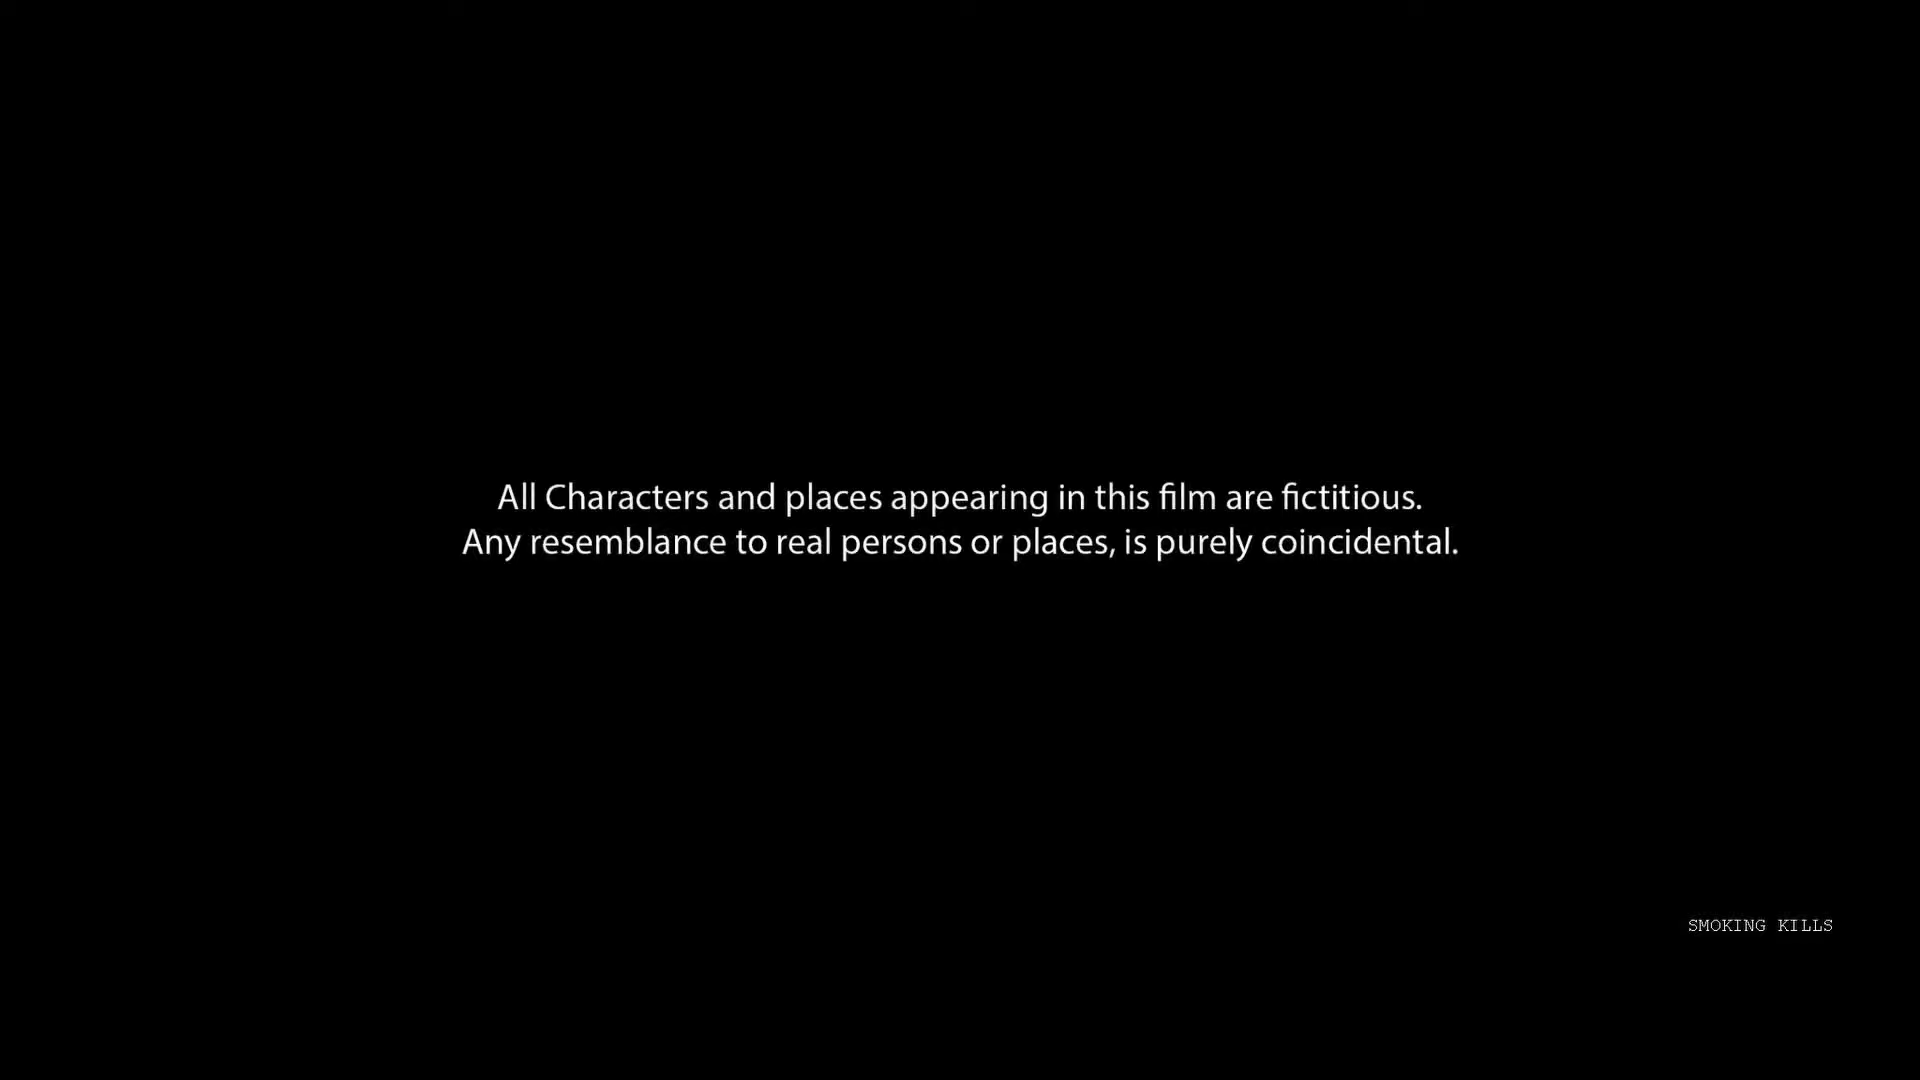 All Characters and places appearing in this film are fictitious.
Any resemblance to real persons or places, is purely coincidental.
SMOKING KILLS